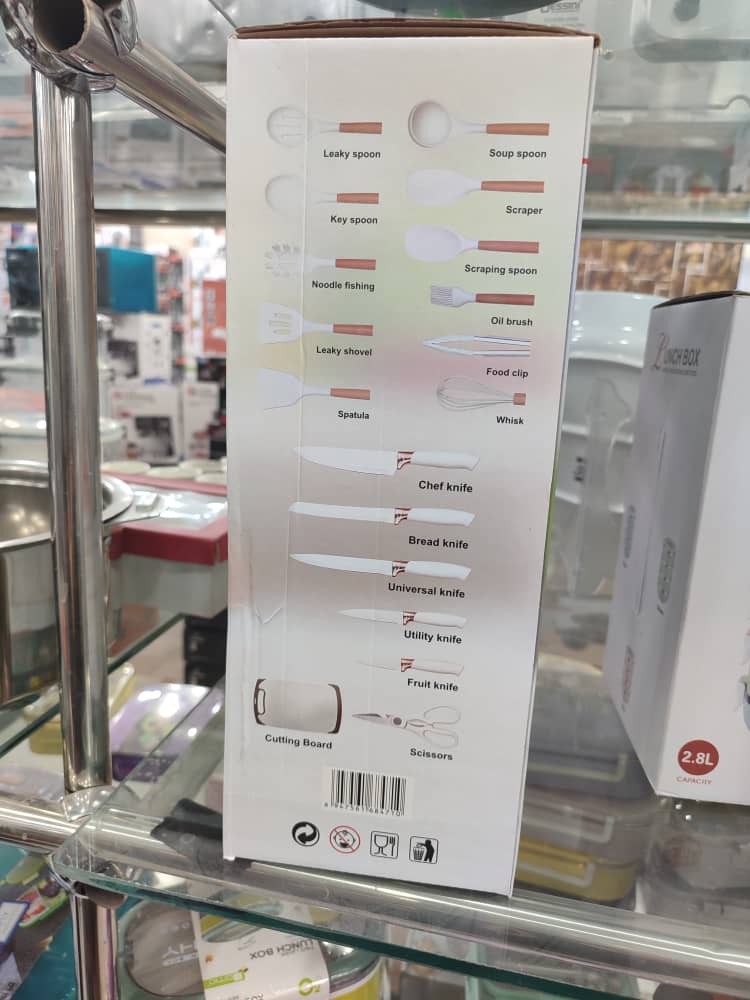 Leaky spoon
Soup spoon
Key spoon
Scraper
Noodle fishing
Scraping spoon
Leaky shovel
Oil brush
Food clip
Spatula
Whisk
Chef knife
Bread knife
Universal knife
Utility knife
Fruit knife
Cutting Board
Scissors
LUNCH BOX
2.8L
CAPACITY
LUNCH BOX